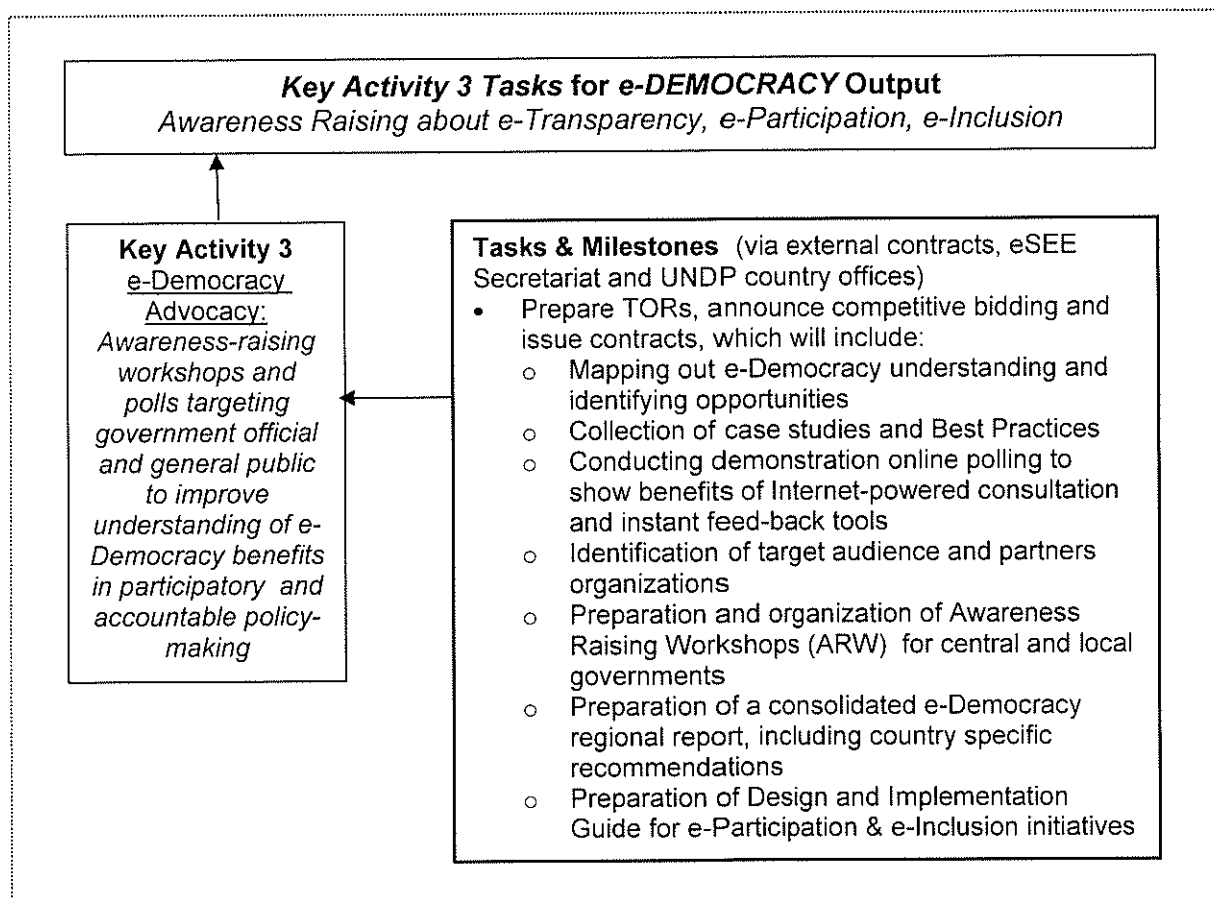 Key Activity 3 Tasks for e-DEMOCRACY Output
Awareness Raising about e-Transparency, e-Participation, e-Inclusion
Key Activity 3
e-Democracy
Advocacy:
Awareness-raising
workshops and
polls targeting
government official
and general public
to improve
understanding of e-
Democracy benefits
in participatory and
accountable policy-
making
Tasks & Milestones (via external contracts, eSEE
Secretariat and UNDP country offices)
• Prepare TORs, announce competitive bidding and
issue contracts, which will include:
o Mapping out e-Democracy understanding and
identifying opportunities
o Collection of case studies and Best Practices
o Conducting demonstration online polling to
show benefits of Internet-powered consultation
and instant feed-back tools
o Identification of target audience and partners
organizations
o Preparation and organization of Awareness
Raising Workshops (ARW) for central and local
governments
o Preparation of a consolidated e-Democracy
regional report, including country specific
recommendations
o Preparation of Design and Implementation
Guide for e-Participation & e-Inclusion initiatives